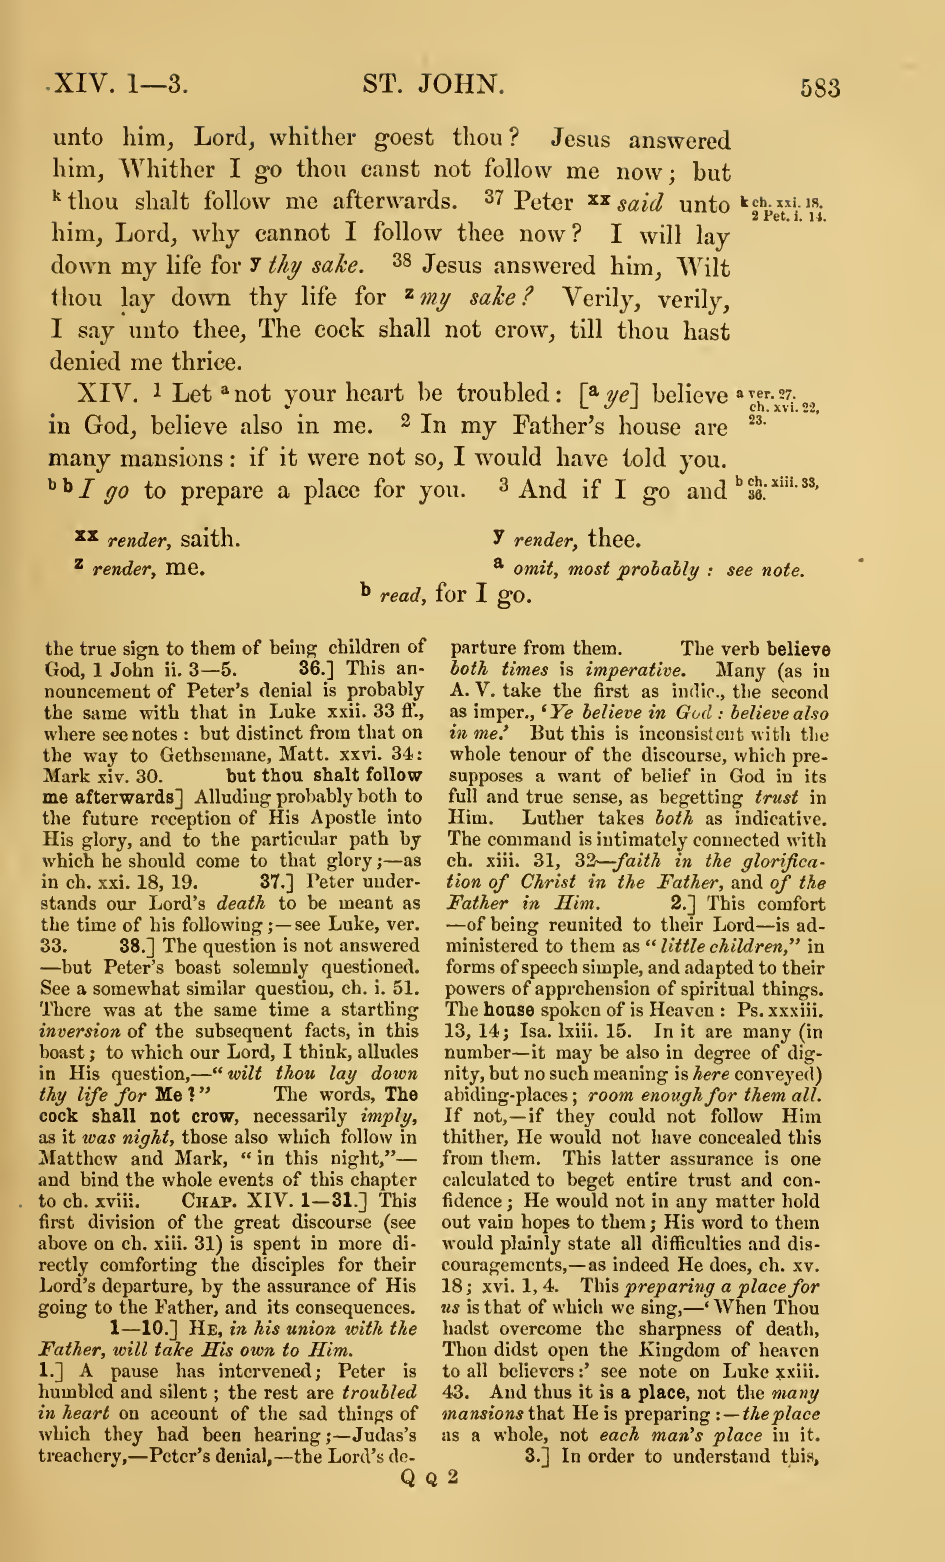 XIV. 1—3. ST. JOHN. 583
unto him, Lord, whither goest thou? Jesus answered
him, Whither I go thou canst not follow me now; but
k thou shalt follow me afterwards. 37 Peter xx said unto
k ch. xxi. 18.
2 Pet. i. 14.
him, Lord, why cannot I follow thee now? I will lay
down my life for y thy sake. 38 Jesus answered him, Wilt
thou lay down thy life for z my sake? Verily, verily,
I say unto thee, The cock shall not crow, till thou hast
denied me thrice.
XIV. 1 Let a not your heart be troubled: [a ye] believe
a ver. 27.
ch. xvi. 22,
23.
in God, believe also in me. 2 In my Father's house are
many mansions: if it were not so, I would have told you.
b b I go to prepare a place for you. 3 And if I go and
b ch. xiii. 33,
36.
xx render, saith.
y render, thee.
z render, me.
a omit, most probably: see note.
b read, for I go.
the true sign to them of being children of
God, 1 John ii. 3—5. 36.] This an-
nouncement of Peter's denial is probably
the same with that in Luke xxii. 33 ff.,
where see notes: but distinct from that on
the way to Gethsemane, Matt. xxvi. 34:
Mark xiv. 30. but thou shalt follow
me afterwards] Alluding probably both to
the future reception of His Apostle into
His glory, and to the particular path by
which he should come to that glory;—as
in ch. xxi. 18, 19. 37.] Peter under-
stands our Lord's death to be meant as
the time of his following;—see Luke, ver.
33. 38.] The question is not answered
—but Peter's boast solemnly questioned.
See a somewhat similar question, ch. i. 51.
There was at the same time a startling
inversion of the subsequent facts, in this
boast; to which our Lord, I think, alludes
in His question,—"wilt thou lay down
thy life for Me?" The words, The
cock shall not crow, necessarily imply,
as it was night, those also which follow in
Matthew and Mark, "in this night,"—
and bind the whole events of this chapter
to ch. xviii. CHAP. XIV. 1—31.] This
first division of the great discourse (see
above on ch. xiii. 31) is spent in more di-
rectly comforting the disciples for their
Lord's departure, by the assurance of His
going to the Father, and its consequences.
1—10.] HE, in his union with the
Father, will take His own to Him.
1.] A pause has intervened; Peter is
humbled and silent; the rest are troubled
in heart on account of the sad things of
which they had been hearing;—Judas's
treachery,—Peter's denial,—the Lord's de-
parture from them. The verb believe
both times is imperative. Many (as in
A. V. take the first as indic., the second
as imper., 'Ye believe in God: believe also
in me.' But this is inconsistent with the
whole tenour of the discourse, which pre-
supposes a want of belief in God in its
full and true sense, as begetting trust in
Him. Luther takes both as indicative.
The command is intimately connected with
ch. xiii. 31, 32—faith in the glorifica-
tion of Christ in the Father, and of the
Father in Him. 2.] This comfort
—of being reunited to their Lord—is ad-
ministered to them as "little children," in
forms of speech simple, and adapted to their
powers of apprehension of spiritual things.
The house spoken of is Heaven: Ps. xxxiii.
13, 14; Isa. lxiii. 15. In it are many (in
number—it may be also in degree of dig-
nity, but no such meaning is here conveyed)
abiding-places; room enough for them all.
If not,—if they could not follow Him
thither, He would not have concealed this
from them. This latter assurance is one
calculated to beget entire trust and con-
fidence; He would not in any matter hold
out vain hopes to them; His word to them
would plainly state all difficulties and dis-
couragements,—as indeed He does, ch. xv.
18; xvi. 1, 4. This preparing a place for
us is that of which we sing,—'When Thou
hadst overcome the sharpness of death,
Thou didst open the Kingdom of heaven
to all believers:' see note on Luke xxiii.
43. And thus it is a place, not the many
mansions that He is preparing:—the place
as a whole, not each man's place in it.
3.] In order to understand this,
Q Q 2